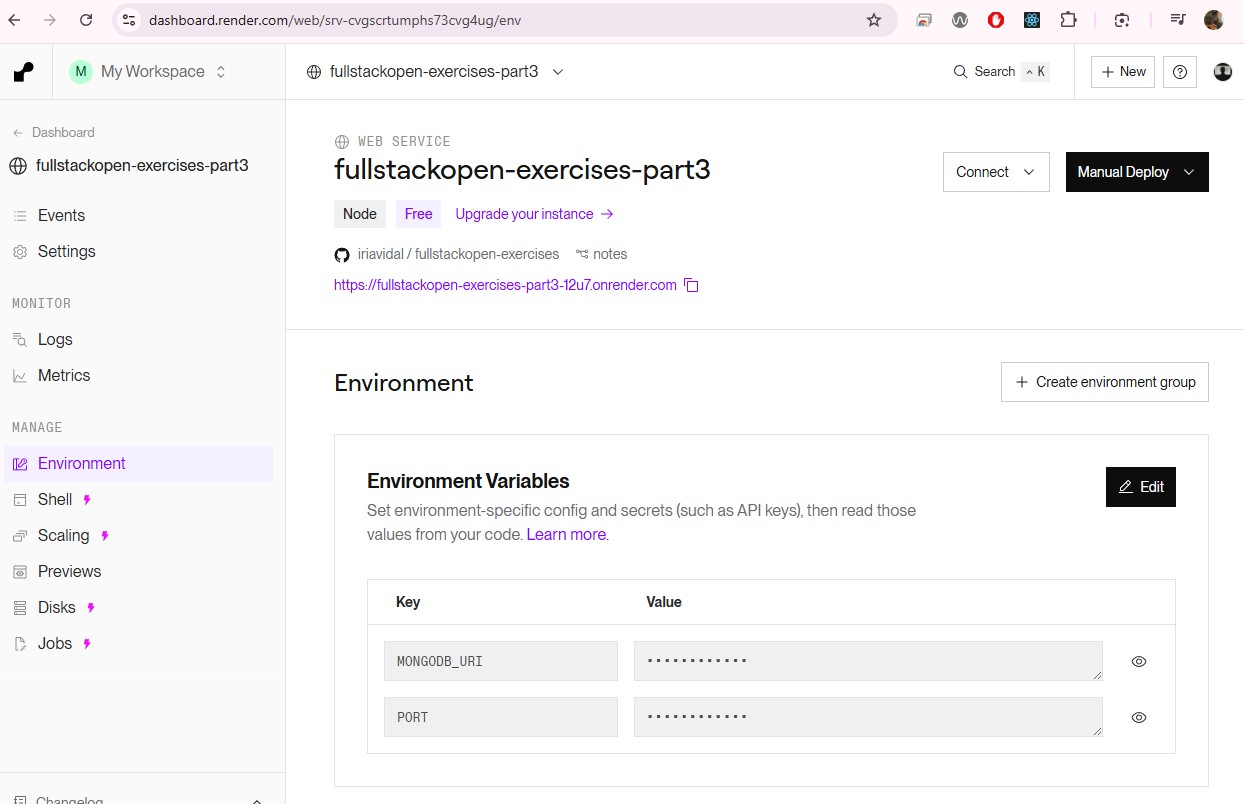 dashboard.render.com/web/srv-cvgscrtumphs73cvg4ug/env
M My Workspace
fullstackopen-exercises-part3
Search ^ K
+ New
← Dashboard
fullstackopen-exercises-part3
Events
Settings
MONITOR
Logs
Metrics
MANAGE
Environment
Shell
Scaling
Previews
Disks
Jobs
Changelog
WEB SERVICE
fullstackopen-exercises-part3
Connect
Manual Deploy
Node Free Upgrade your instance →
iriavidal / fullstackopen-exercises notes
https://fullstackopen-exercises-part3-12u7.onrender.com
Environment
+ Create environment group
Environment Variables
Edit
Set environment-specific config and secrets (such as API keys), then read those
values from your code. Learn more.
Key Value
MONGODB_URI ••••••••••••
PORT ••••••••••••